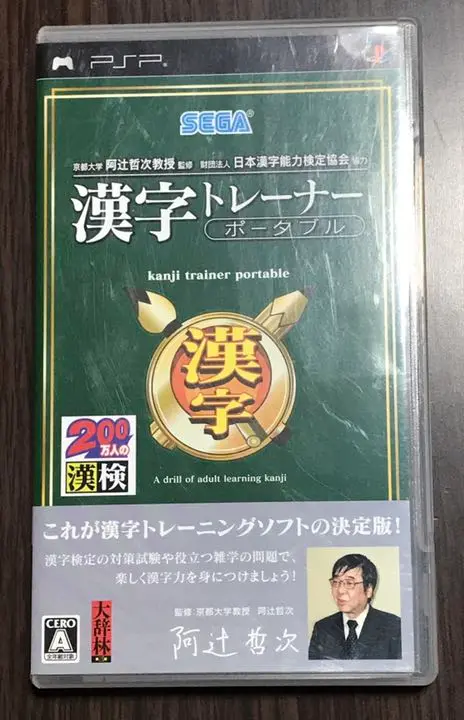 PSP
SEGA
京都大学 阿辻哲次教授 監修 財団法人 日本漢字能力検定協会 協力
漢字トレーナー
ポータブル
kanji trainer portable
漢字
A drill of adult learning kanji
200
万人の
漢検
これが漢字トレーニングソフトの決定版!
漢字検定の対策試験や役立つ雑学の問題で、
楽しく漢字力を身につけましょう!
監修:京都大学教授 阿辻哲次
阿辻哲次
CERO
A
全年齢対象
大辞林